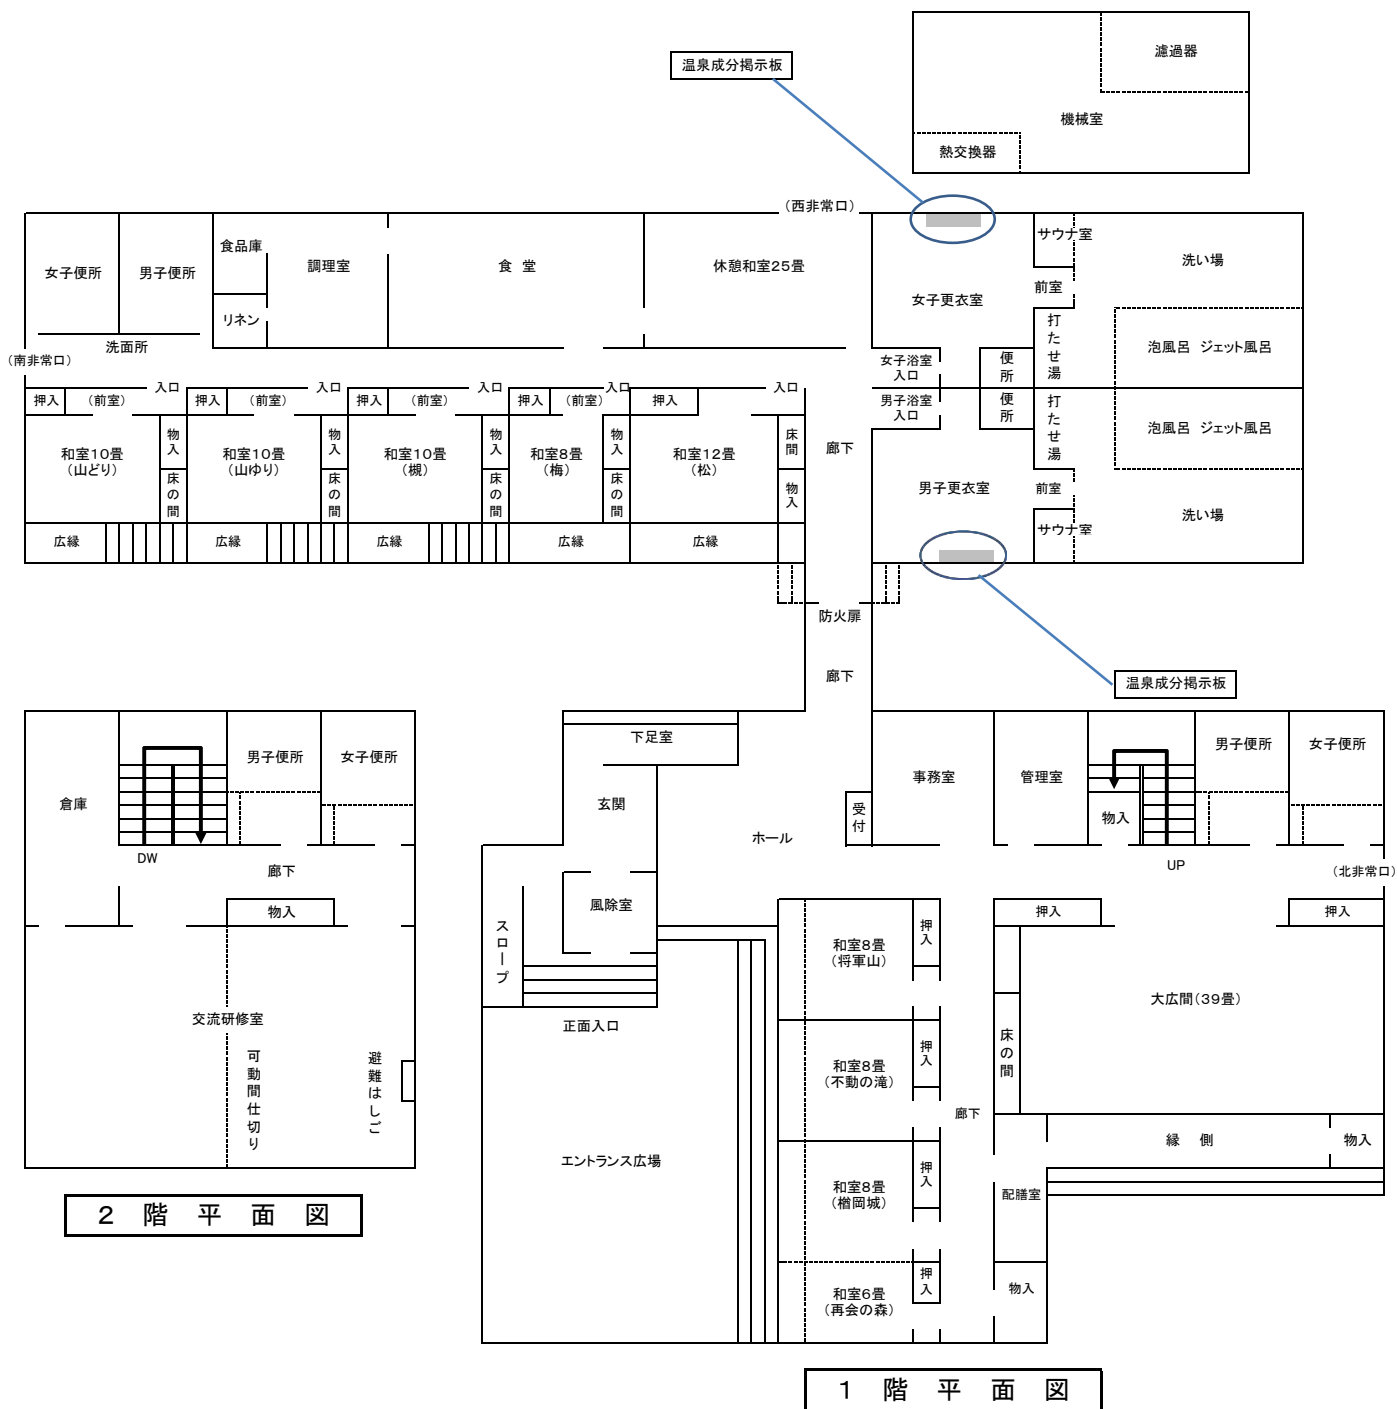 濾過器
温泉成分掲示板
機械室
熱交換器
（西非常口）
サウナ室
食品庫
女子便所
男子便所
調理室
食 堂
休憩和室25畳
洗い場
前室
女子更衣室
リネン
打たせ湯
洗面所
泡風呂 ジェット風呂
（南非常口）
女子浴室
入口
便所
入口
入口
入口
入口
入口
押入
（前室）
押入
（前室）
押入
（前室）
押入
（前室）
押入
男子浴室
入口
便所
打たせ湯
泡風呂 ジェット風呂
和室10畳
（山どり）
物入
床の間
和室10畳
（山ゆり）
物入
床の間
和室10畳
（槻）
物入
床の間
和室8畳
（梅）
物入
床の間
和室12畳
（松）
床間
物入
廊下
男子更衣室
前室
洗い場
サウナ室
広縁
広縁
広縁
広縁
広縁
防火扉
廊下
温泉成分掲示板
下足室
男子便所
女子便所
男子便所
女子便所
事務室
管理室
倉庫
玄関
受付
物入
ホール
DW
廊下
UP
（北非常口）
物入
風除室
押入
押入
押入
スロープ
和室8畳
（将軍山）
大広間（39畳）
交流研修室
正面入口
床の間
可動間仕切り
避難はしご
和室8畳
（不動の滝）
押入
廊下
縁 側
物入
エントランス広場
和室8畳
（楢岡城）
押入
配膳室
2 階 平 面 図
和室6畳
（再会の森）
押入
物入
1 階 平 面 図